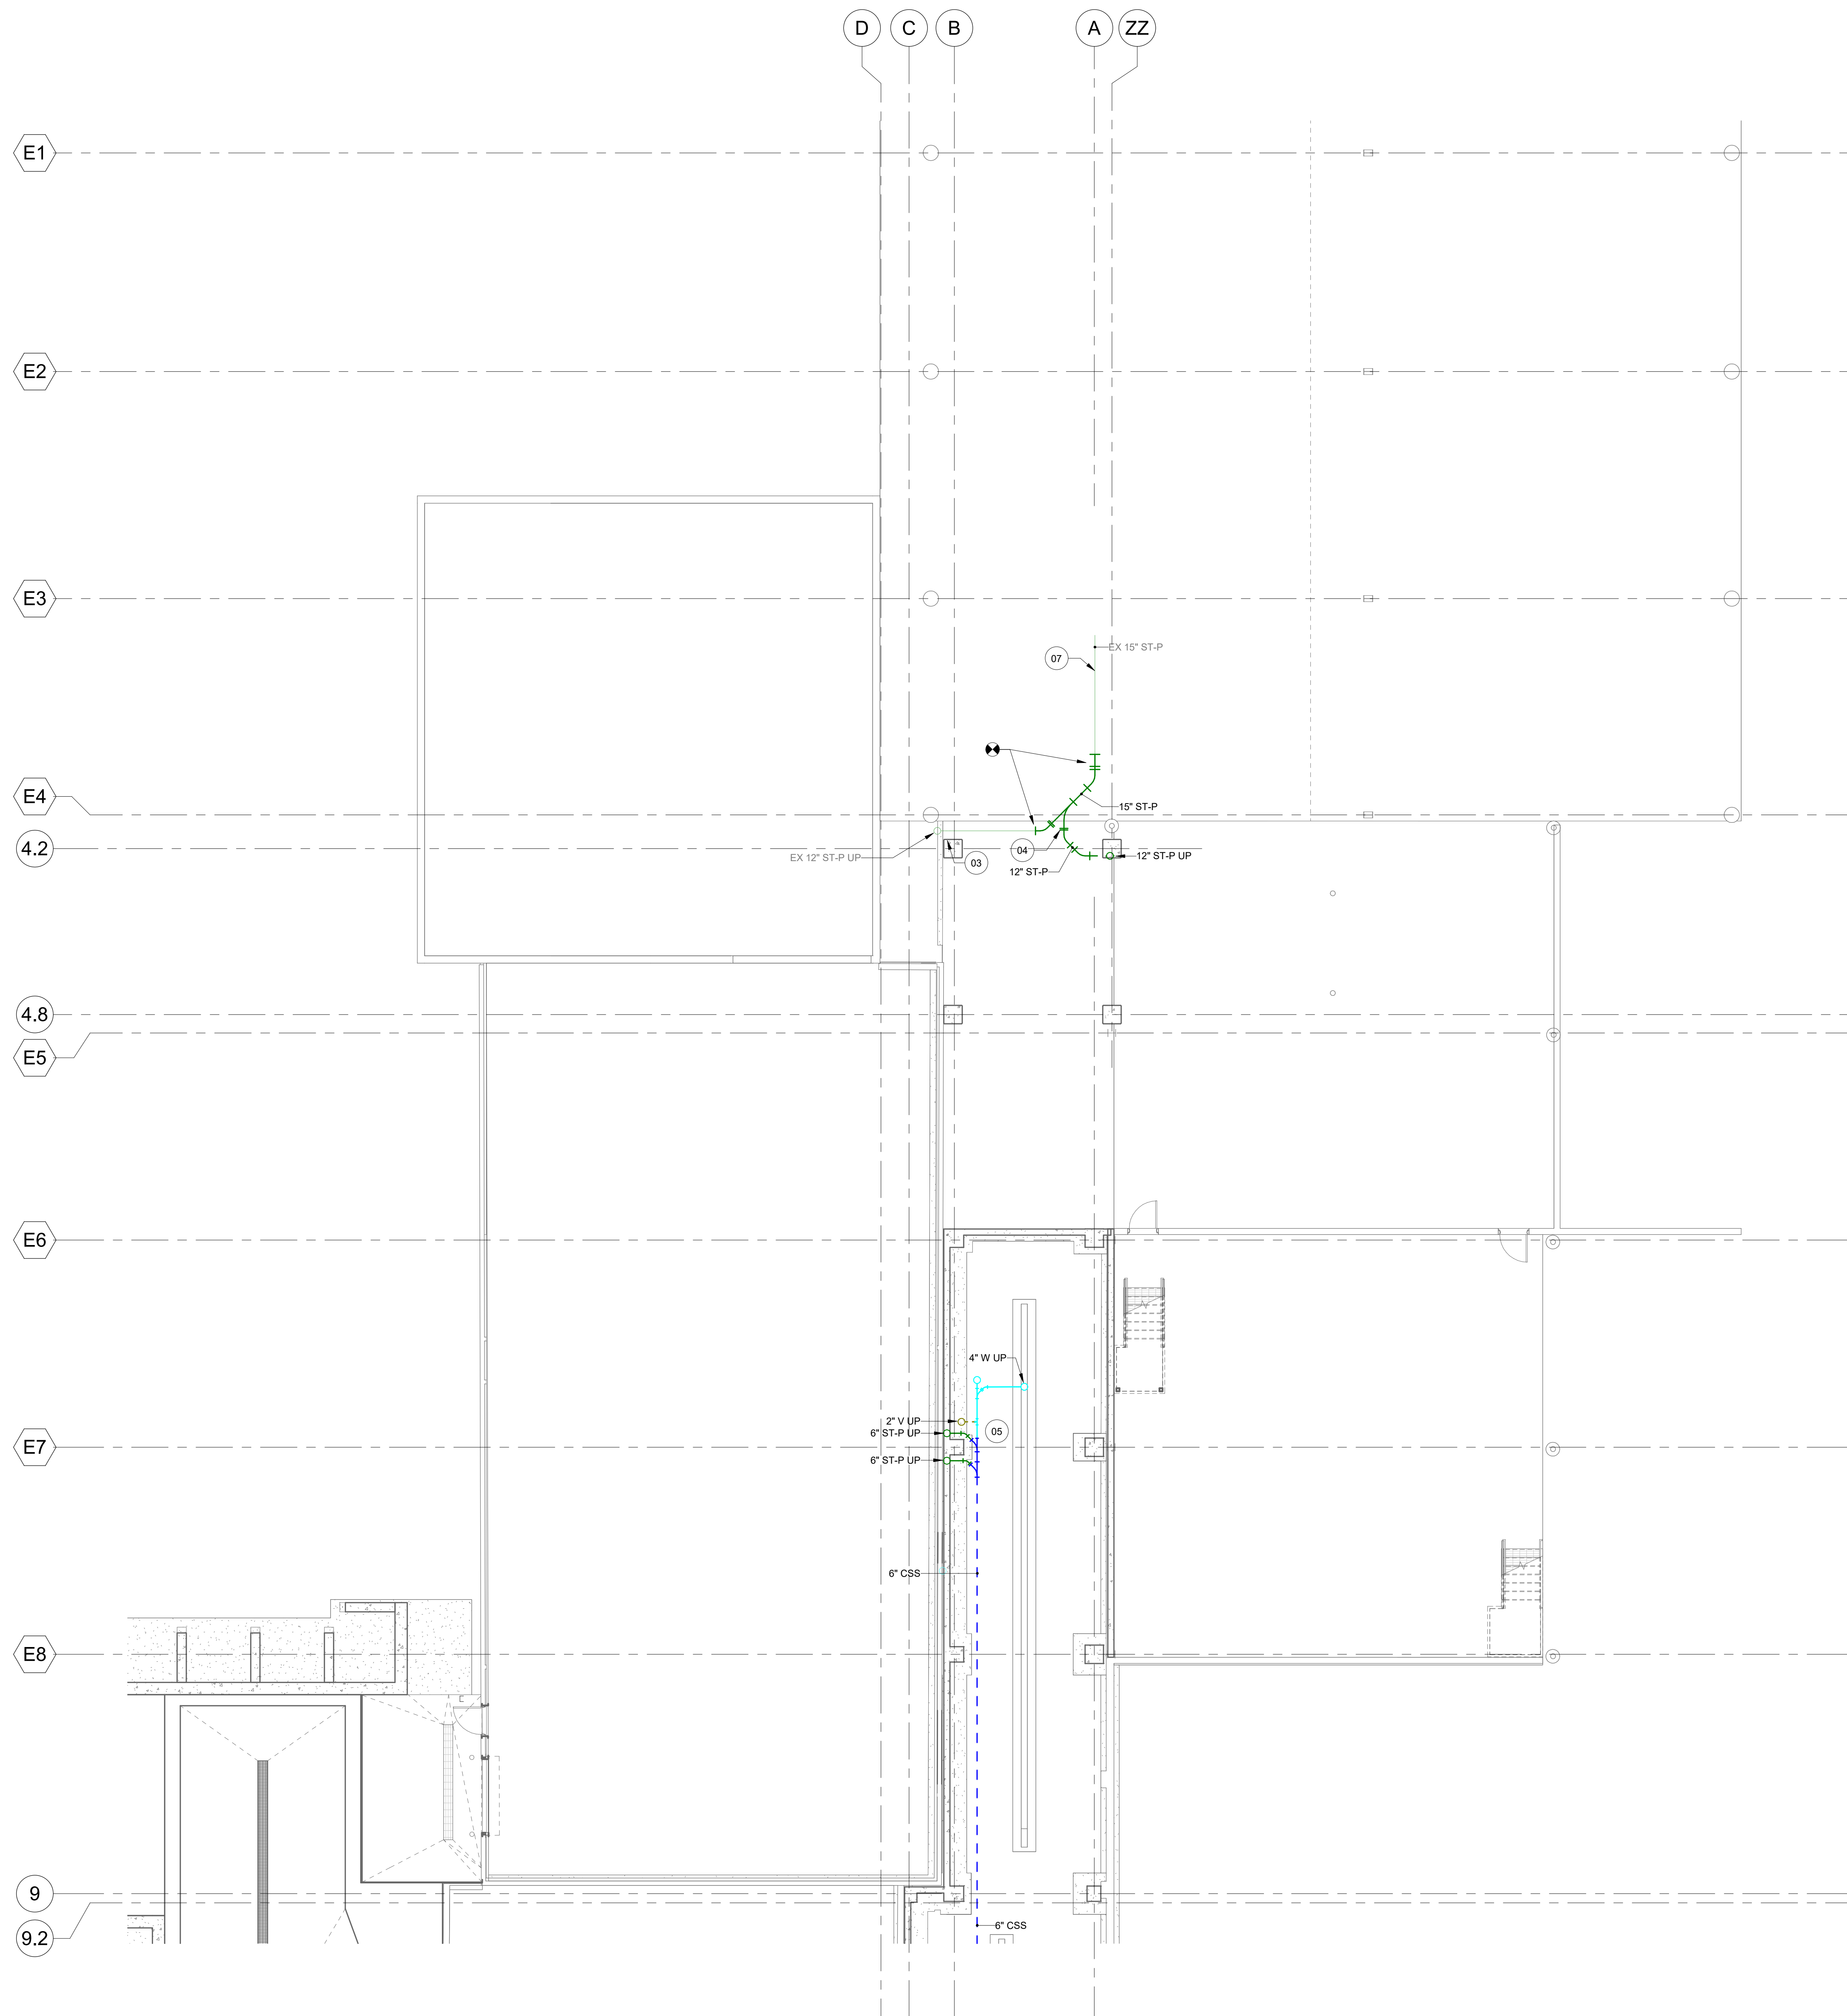 D
C
B
A
ZZ
E1
E2
E3
EX 15" ST-P
07
E4
15" ST-P
4.2
04
EX 12" ST-P UP
03
12" ST-P UP
12" ST-P
4.8
E5
E6
4" W UP
2" V UP
05
6" ST-P UP
E7
6" ST-P UP
6" CSS
E8
9
9.2
6" CSS